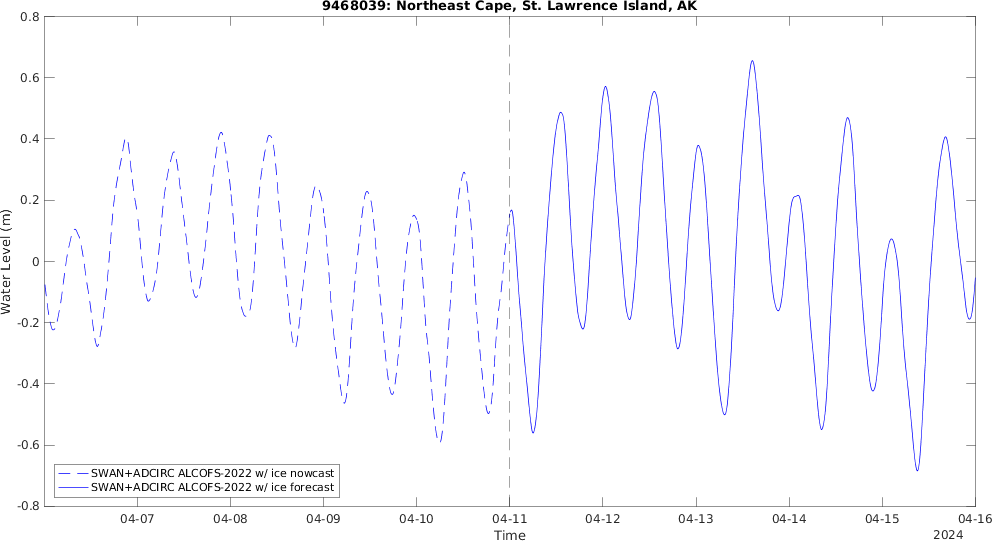 9468039: Northeast Cape, St. Lawrence Island, AK
Water Level (m)
0.8
0.6
0.4
0.2
0
-0.2
-0.4
-0.6
-0.8
SWAN+ADCIRC ALCOFS-2022 w/ ice nowcast
SWAN+ADCIRC ALCOFS-2022 w/ ice forecast
04-07 04-08 04-09 04-10 04-11 04-12 04-13 04-14 04-15 04-16
Time
2024